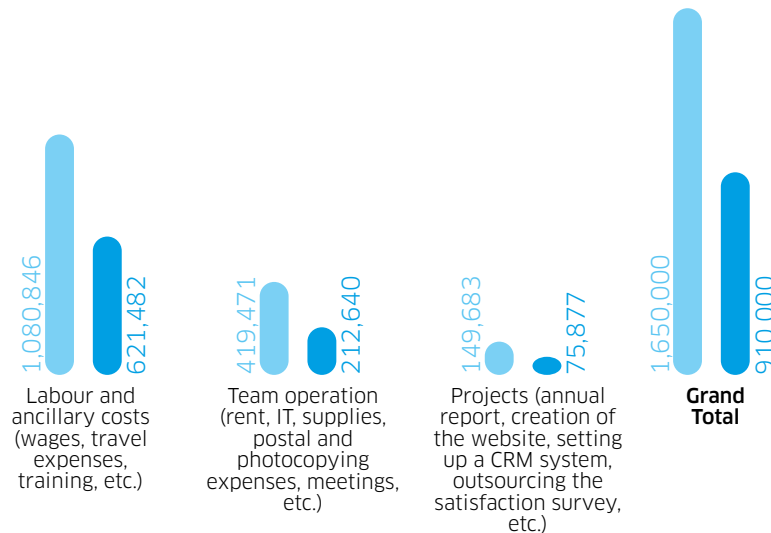 1,080,846
621,482
Labour and
ancillary costs
(wages, travel
expenses,
training, etc.)
419,471
212,640
Team operation
(rent, IT, supplies,
postal and
photocopying
expenses, meetings,
etc.)
149,683
75,877
Projects (annual
report, creation of
the website, setting
up a CRM system,
outsourcing the
satisfaction survey,
etc.)
1,650,000
910,000
Grand
Total